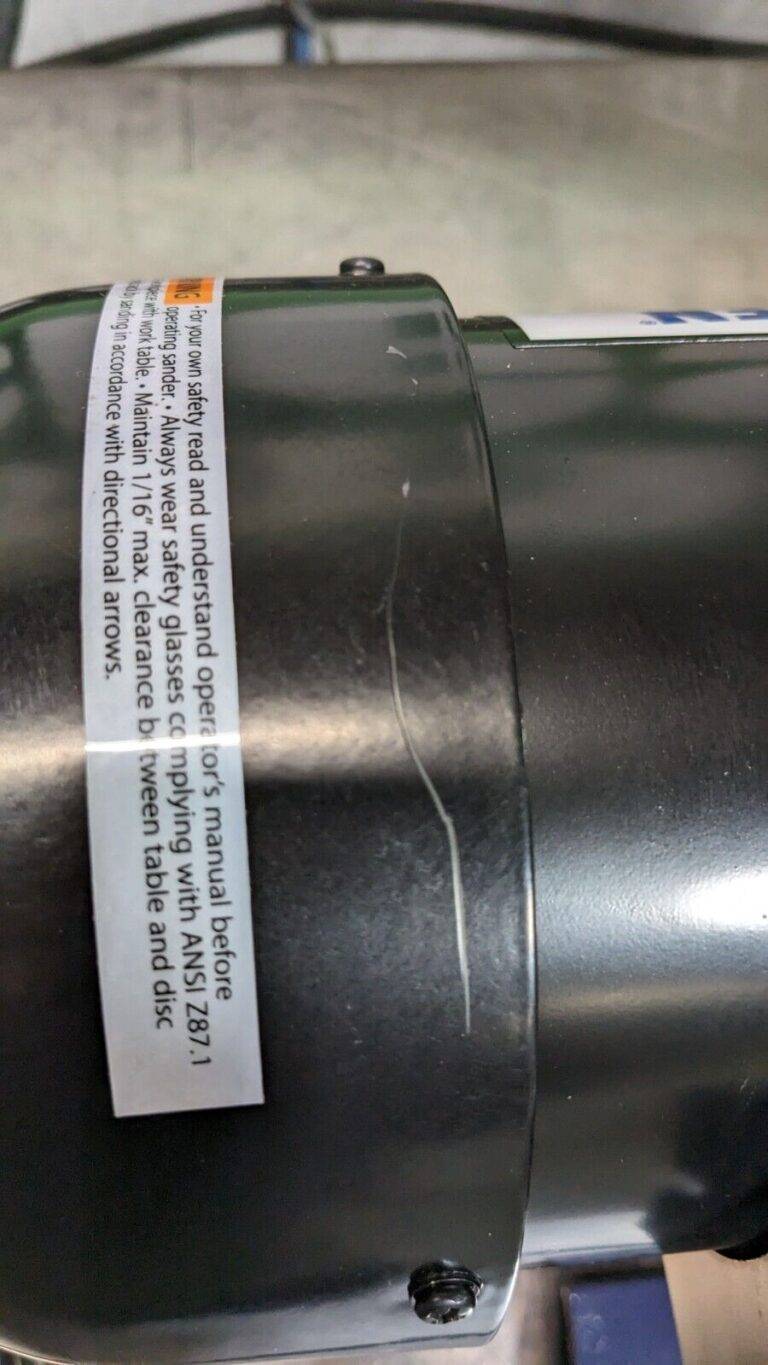 NING
• For your own safety read and understand operator's manual before
operating sander. • Always wear safety glasses complying with ANSI Z87.1
with work table. • Maintain 1/16" max. clearance between table and disc
by sanding in accordance with directional arrows.